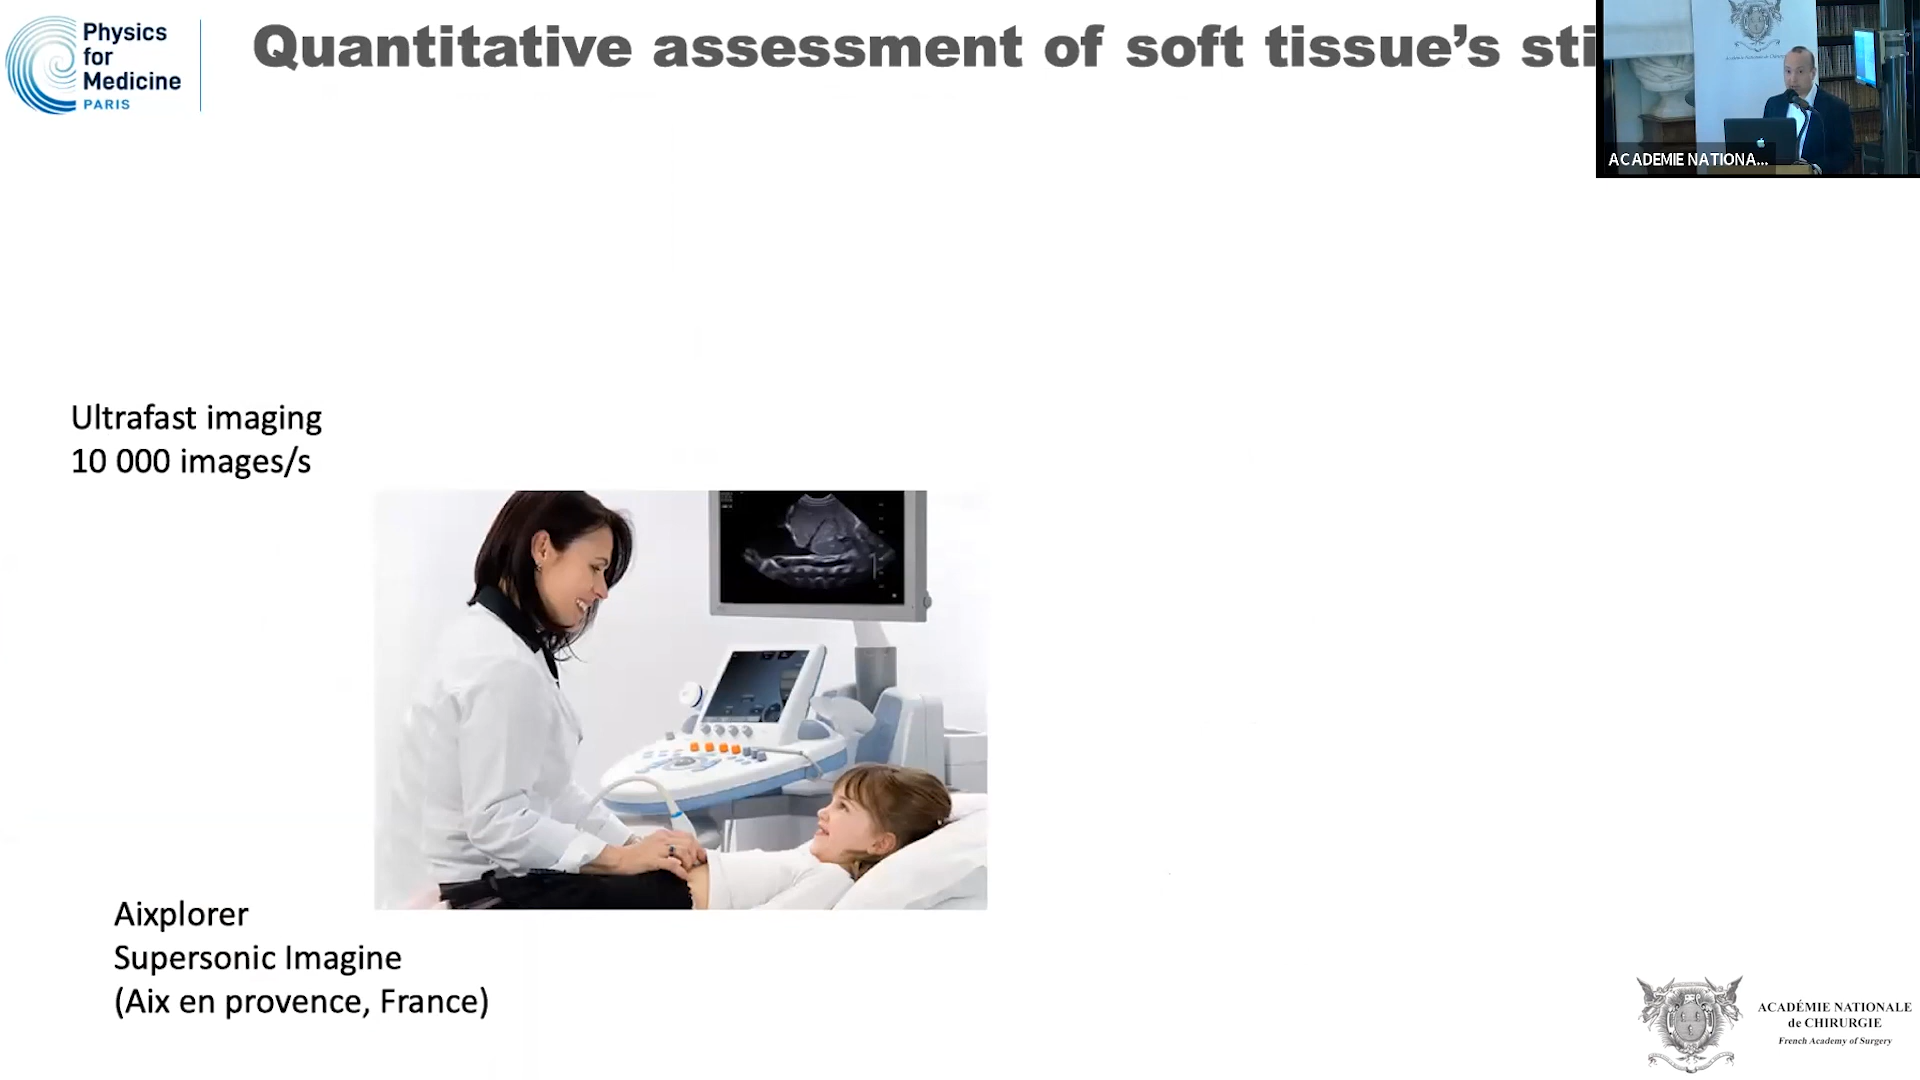 Physics
for
Medicine
PARIS
Quantitative assessment of soft tissue’s sti
ACADEMIE NATIONA...
Ultrafast imaging
10 000 images/s
Aixplorer
Supersonic Imagine
(Aix en provence, France)
ACADÉMIE NATIONALE
de CHIRURGIE
French Academy of Surgery